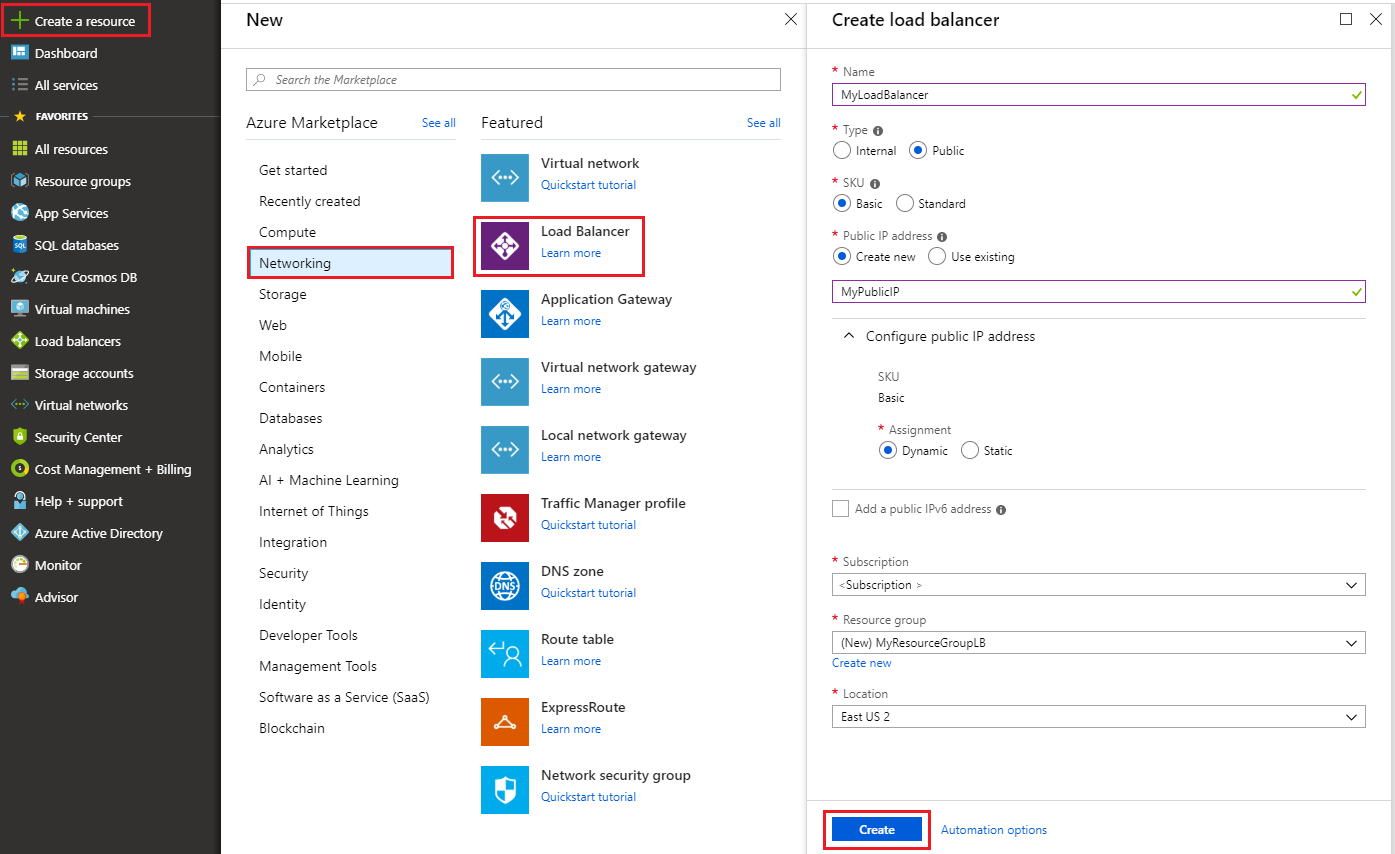 Create a resource
Dashboard
All services
FAVORITES
All resources
Resource groups
App Services
SQL
SQL databases
Azure Cosmos DB
Virtual machines
Load balancers
Storage accounts
Virtual networks
Security Center
Cost Management + Billing
Help + support
Azure Active Directory
Monitor
Advisor
New
Search the Marketplace
Azure Marketplace
See all
Get started
Recently created
Compute
Networking
Storage
Web
Mobile
Containers
Databases
Analytics
AI + Machine Learning
Internet of Things
Integration
Security
Identity
Developer Tools
Management Tools
Software as a Service (SaaS)
Blockchain
Featured
See all
Virtual network
Quickstart tutorial
Load Balancer
Learn more
Application Gateway
Learn more
Virtual network gateway
Learn more
Local network gateway
Learn more
Traffic Manager profile
Quickstart tutorial
DNS
DNS zone
Quickstart tutorial
Route table
Learn more
ExpressRoute
Learn more
Network security group
Quickstart tutorial
Create load balancer
* Name
MyLoadBalancer
* Type
Internal Public
* SKU
Basic Standard
* Public IP address
Create new Use existing
MyPublicIP
Configure public IP address
SKU
Basic
* Assignment
Dynamic Static
Add a public IPv6 address
* Subscription
<Subscription >
* Resource group
(New) MyResourceGroupLB
Create new
* Location
East US 2
Create Automation options